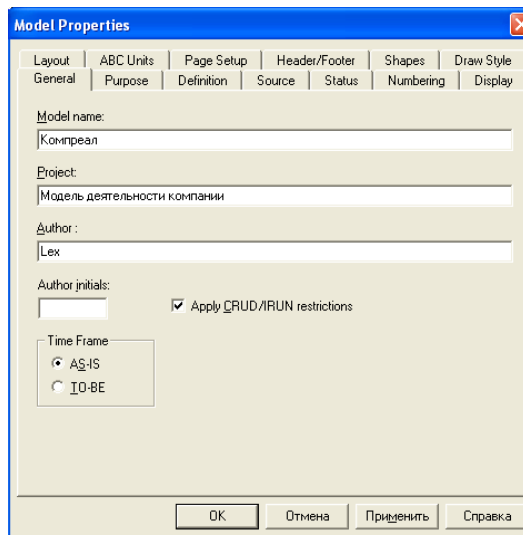 Model Properties
Layout ABC Units Page Setup Header/Footer Shapes Draw Style
General Purpose Definition Source Status Numbering Display
Model name:
Компреал
Project:
Модель деятельности компании
Author :
Lex
Author initials:
Apply CRUD/IRUN restrictions
Time Frame
AS-IS
TO-BE
OK Отмена Применить Справка